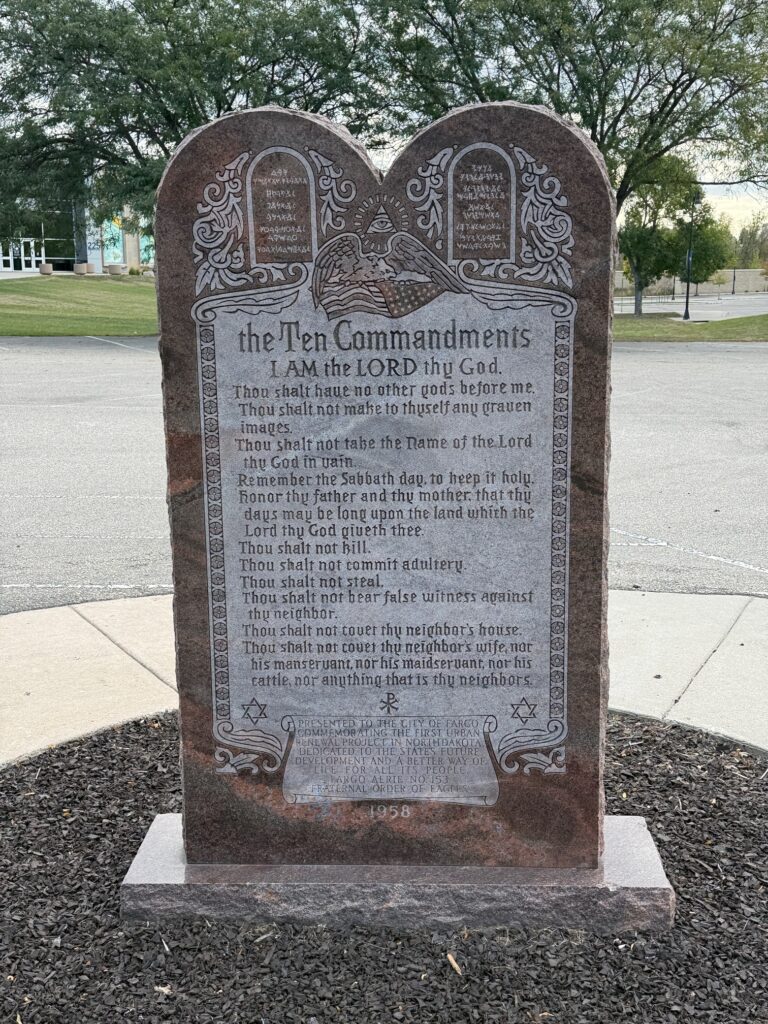 the Ten Commandments
I AM the LORD thy God.
Thou shalt have no other gods before me.
Thou shalt not make to thyself any graven
images.
Thou shalt not take the Name of the Lord
thy God in vain.
Remember the Sabbath day, to keep it holy.
Honor thy father and thy mother, that thy
days may be long upon the land which the
Lord thy God giveth thee.
Thou shalt not kill.
Thou shalt not commit adultery.
Thou shalt not steal.
Thou shalt not bear false witness against
thy neighbor.
Thou shalt not covet thy neighbor's house.
Thou shalt not covet thy neighbor's wife, nor
his manservant, nor his maidservant, nor his
cattle, nor anything that is thy neighbors.
PRESENTED TO THE CITY OF FARGO
COMMEMORATING THE FIRST URBAN
RENEWAL PROJECT IN NORTH DAKOTA,
DEDICATED TO THE STATE'S FUTURE
DEVELOPMENT AND A BETTER WAY OF
LIFE FOR ALL ITS PEOPLE
FARGO AERIE NO. 153
FRATERNAL ORDER OF EAGLES
1958